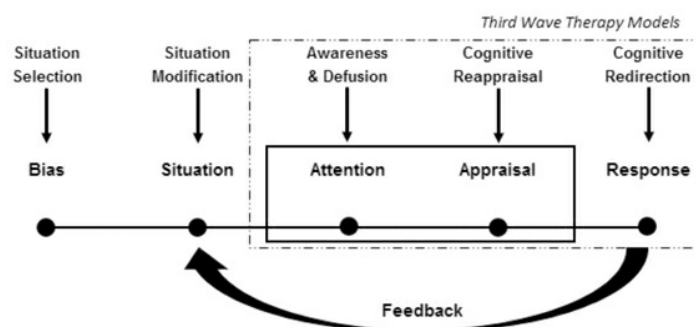 Third Wave Therapy Models
Situation Selection
Situation Modification
Awareness & Defusion
Cognitive Reappraisal
Cognitive Redirection
Bias
Situation
Attention
Appraisal
Response
Feedback